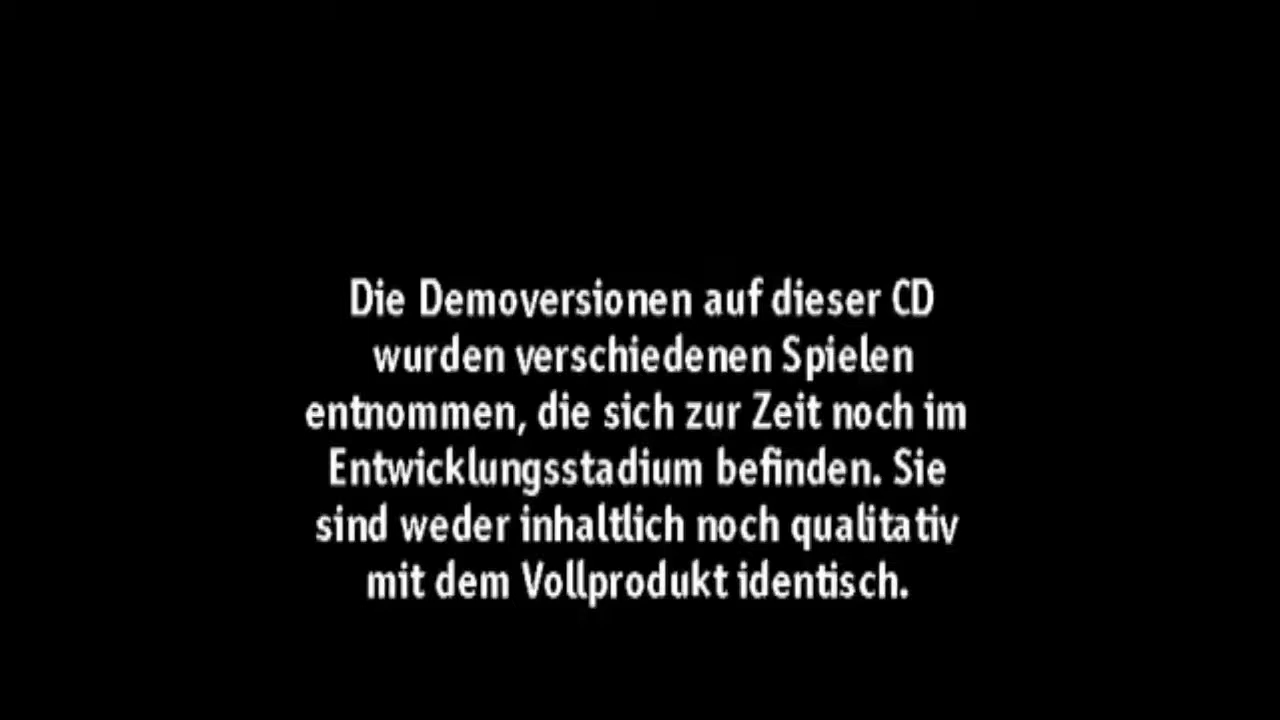 Die Demoversionen auf dieser CD
wurden verschiedenen Spielen
entnommen, die sich zur Zeit noch im
Entwicklungsstadium befinden. Sie
sind weder inhaltlich noch qualitativ
mit dem Vollprodukt identisch.